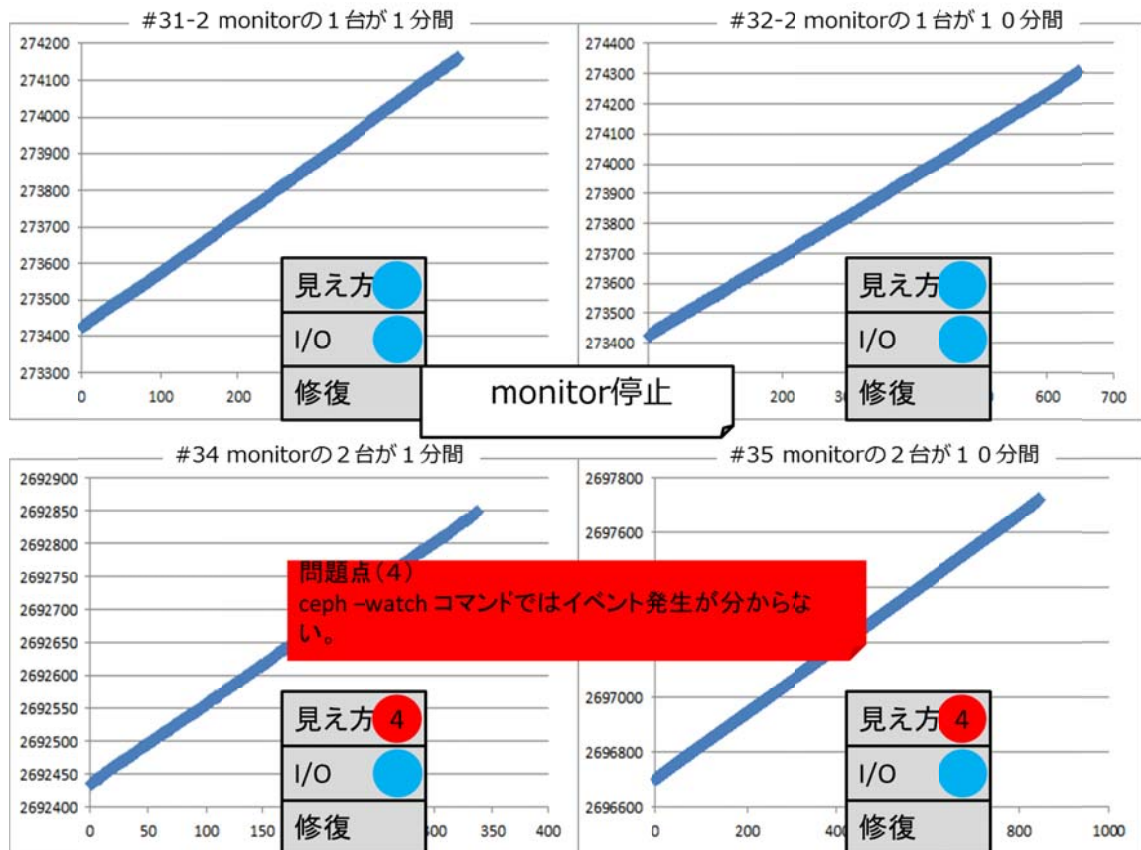 #31-2 monitorの1台が1分間
274200
274100
274000
273900
273800
273700
273600
273500
273400
273300
0
100
200
見え方
I/O
修復
#32-2 monitorの1台が10分間
274400
274300
274200
274100
274000
273900
273800
273700
273600
273500
273400
200
300
600
700
見え方
I/O
修復
monitor停止
#34 monitorの2台が1分間
2692900
2692850
2692800
2692750
2692700
2692650
2692600
2692550
2692500
2692450
2692400
0
50
100
150
300
350
400
見え方 4
I/O
修復
問題点(4)
ceph –watch コマンドではイベント発生が分からな
い。
#35 monitorの2台が10分間
2697800
2697600
2697000
2696800
2696600
0
200
800
1000
見え方 4
I/O
修復